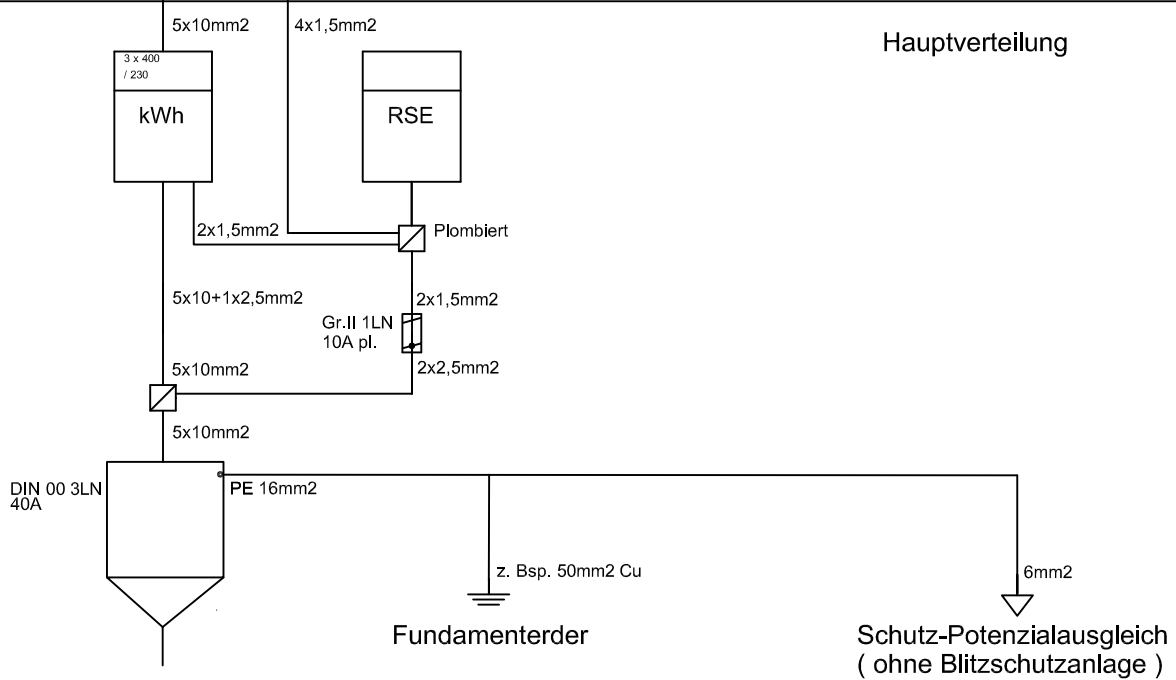 5x10mm2
4x1,5mm2
Hauptverteilung
3 x 400
/ 230
kWh
RSE
2x1,5mm2
Plombiert
5x10+1x2,5mm2
2x1,5mm2
Gr.II 1LN
10A pl.
5x10mm2
2x2,5mm2
5x10mm2
DIN 00 3LN
40A
PE 16mm2
z. Bsp. 50mm2 Cu
6mm2
Fundamenterder
Schutz-Potenzialausgleich
( ohne Blitzschutzanlage )